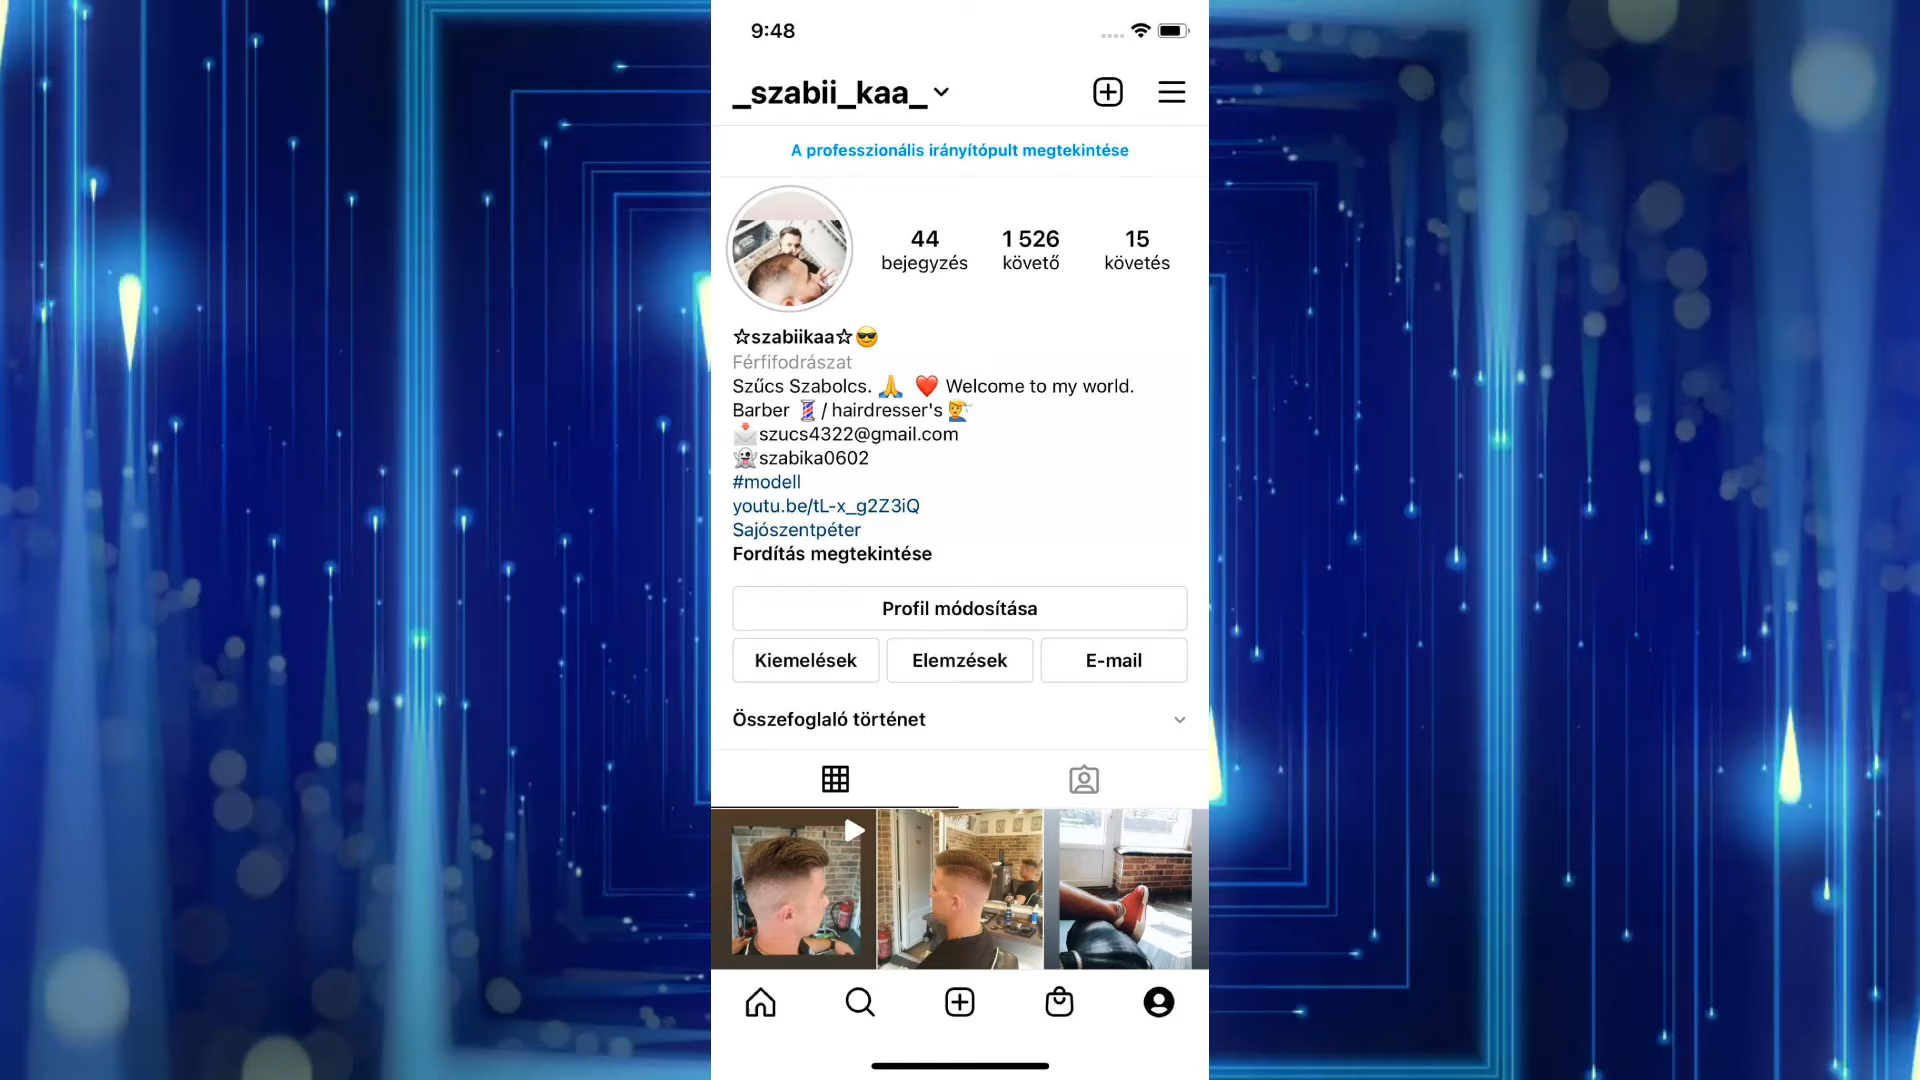 9:48
_szabii_kaa_
A professzionális irányítópult megtekintése
44 1 526 15
bejegyzés követő követés
☆szabiikaa☆😎
Férfifodrászat
Szűcs Szabolcs. 🙏 ❤️ Welcome to my world.
Barber 💈/ hairdresser's 💇‍♂️
📩szucs4322@gmail.com
👻szabika0602
#modell
youtu.be/tL-x_g2Z3iQ
Sajószentpéter
Fordítás megtekintése
Profil módosítása
Kiemelések Elemzések E-mail
Összefoglaló történet